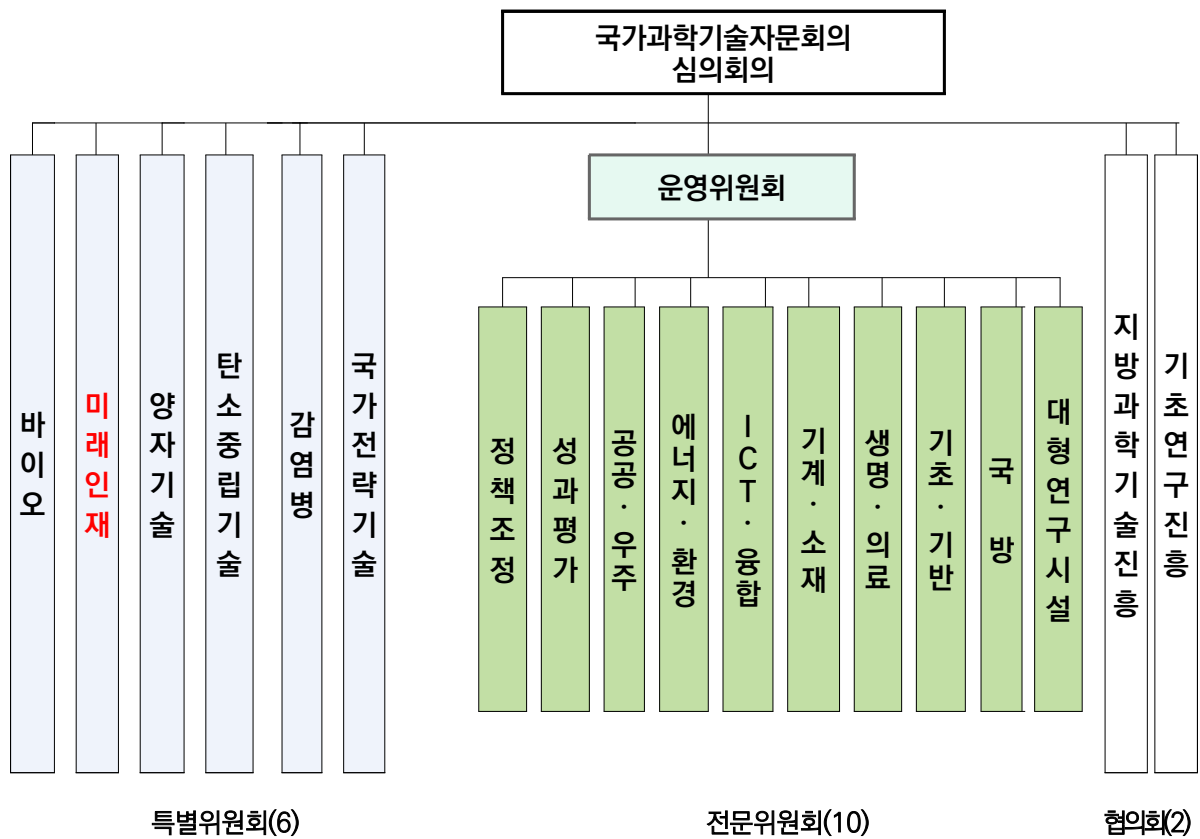 국가과학기술자문회의
심의회의
운영위원회
바이오
미래인재
양자기술
탄소중립기술
감염병
국가전략기술
정책조정
성과평가
공공·우주
에너지·환경
ICT·융합
기계·소재
생명·의료
기초·기반
국방
대형연구시설
지방과학기술진흥
기초연구진흥
특별위원회(6)
전문위원회(10)
협의회(2)